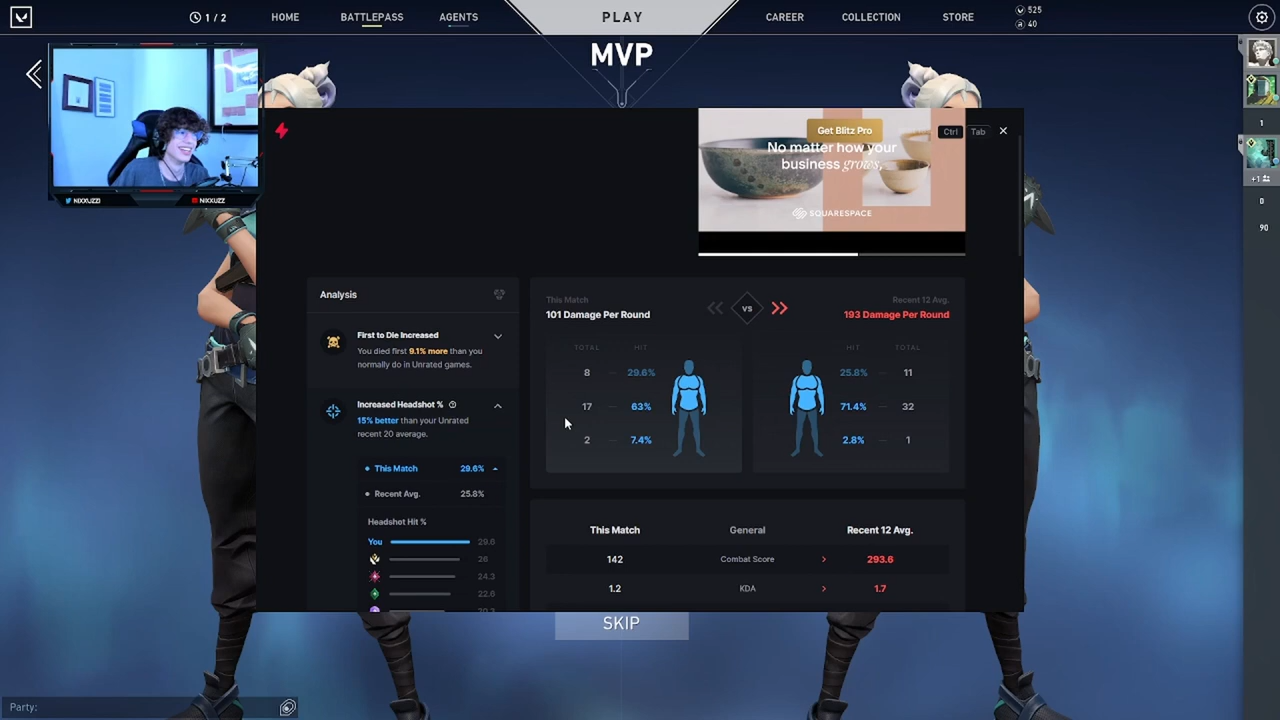 1 / 2
HOME
BATTLEPASS
AGENTS
PLAY
CAREER
COLLECTION
STORE
525
40
MVP
NIXXUZZ
Get Blitz Pro
Ctrl
Tab
No matter how your
business grows,
SQUARESPACE
1
+1
0
90
Analysis
First to Die Increased
You died first 9.1% more than you
normally do in Unrated games.
Increased Headshot %
15% better than your Unrated
recent 20 average.
This Match 29.6%
Recent Avg. 25.8%
Headshot Hit %
You 29.6
26
24.3
22.6
20.3
This Match
101 Damage Per Round
VS
Recent 12 Avg.
193 Damage Per Round
TOTAL HIT
HIT TOTAL
8 29.6%
25.8% 11
17 63%
71.4% 32
2 7.4%
2.8% 1
This Match General Recent 12 Avg.
142 Combat Score > 293.6
1.2 KDA > 1.7
SKIP
Party: